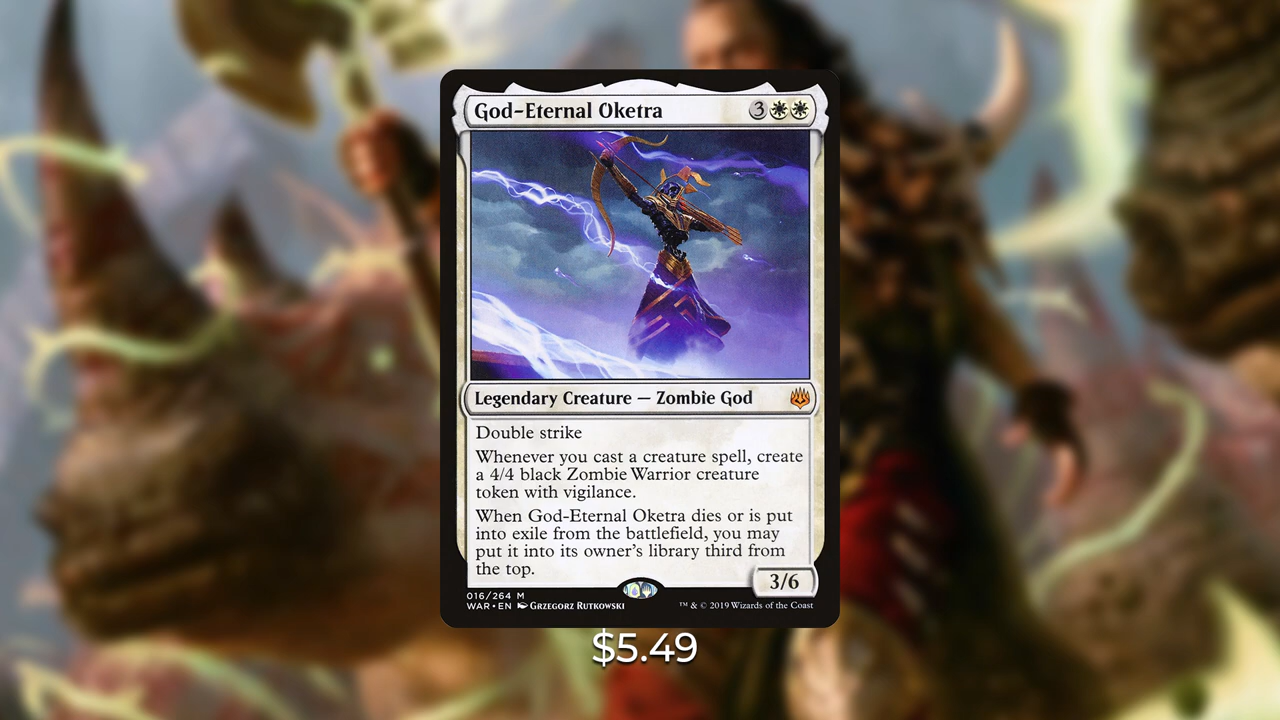 God-Eternal Oketra 3
Legendary Creature — Zombie God
Double strike
Whenever you cast a creature spell, create
a 4/4 black Zombie Warrior creature
token with vigilance.
When God-Eternal Oketra dies or is put
into exile from the battlefield, you may
put it into its owner's library third from
the top.
3/6
016/264 M
WAR • EN Grzegorz Rutkowski ™ & © 2019 Wizards of the Coast
$5.49